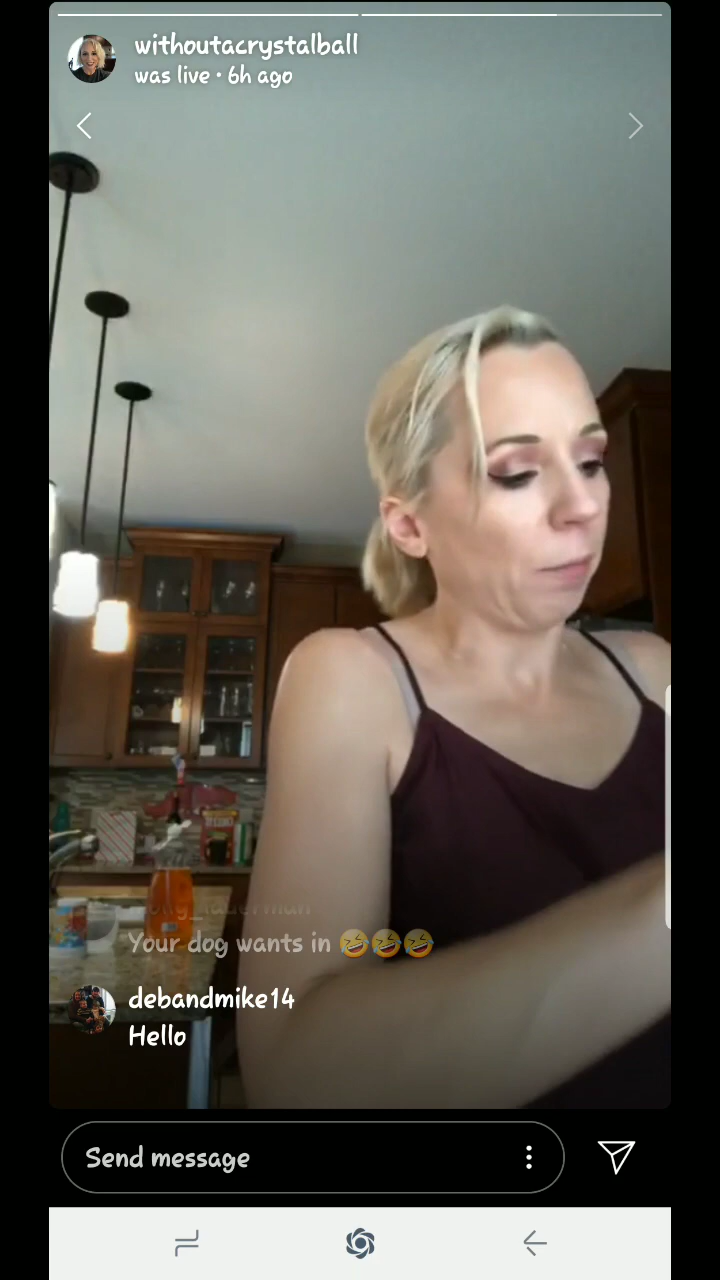 withoutacrystalball
was live • 6h ago
Your dog wants in 🤣🤣🤣
debandmike14
Hello
Send message